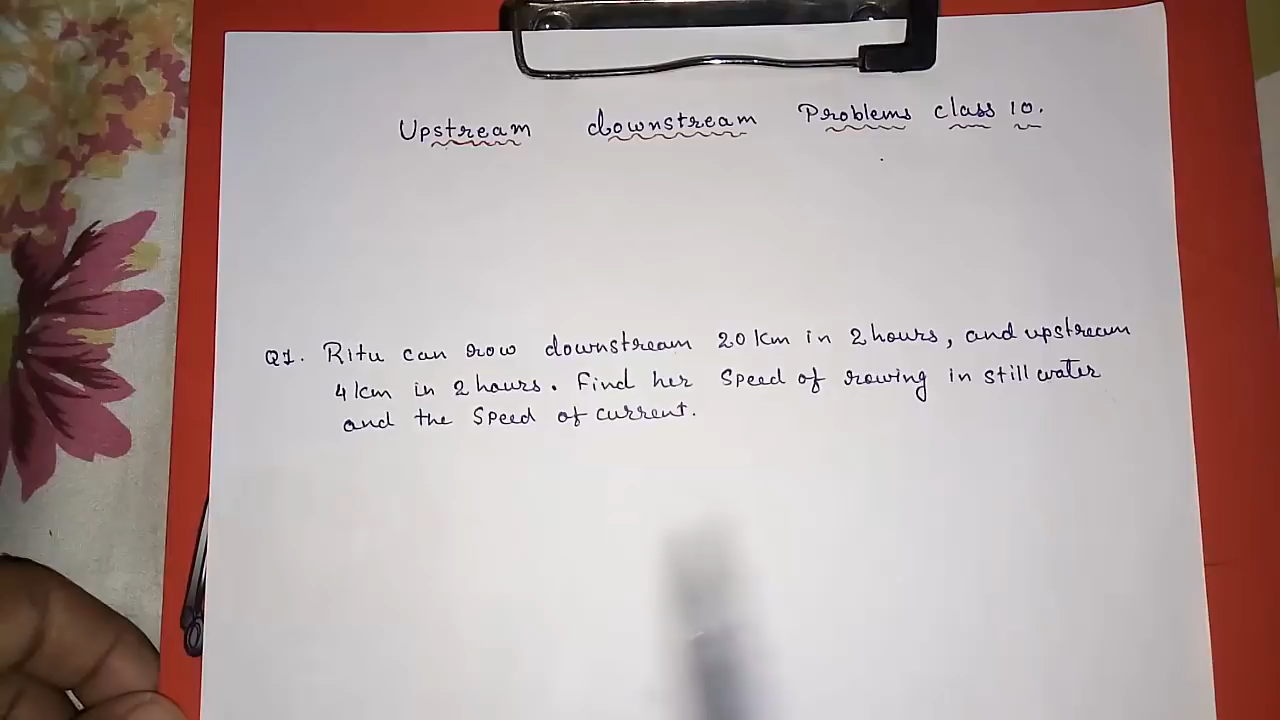 Upstream downstream Problems class 10.
Q1. Ritu can row downstream 20 km in 2 hours, and upstream
4 km in 2 hours. Find her Speed of rowing in still water
and the Speed of current.